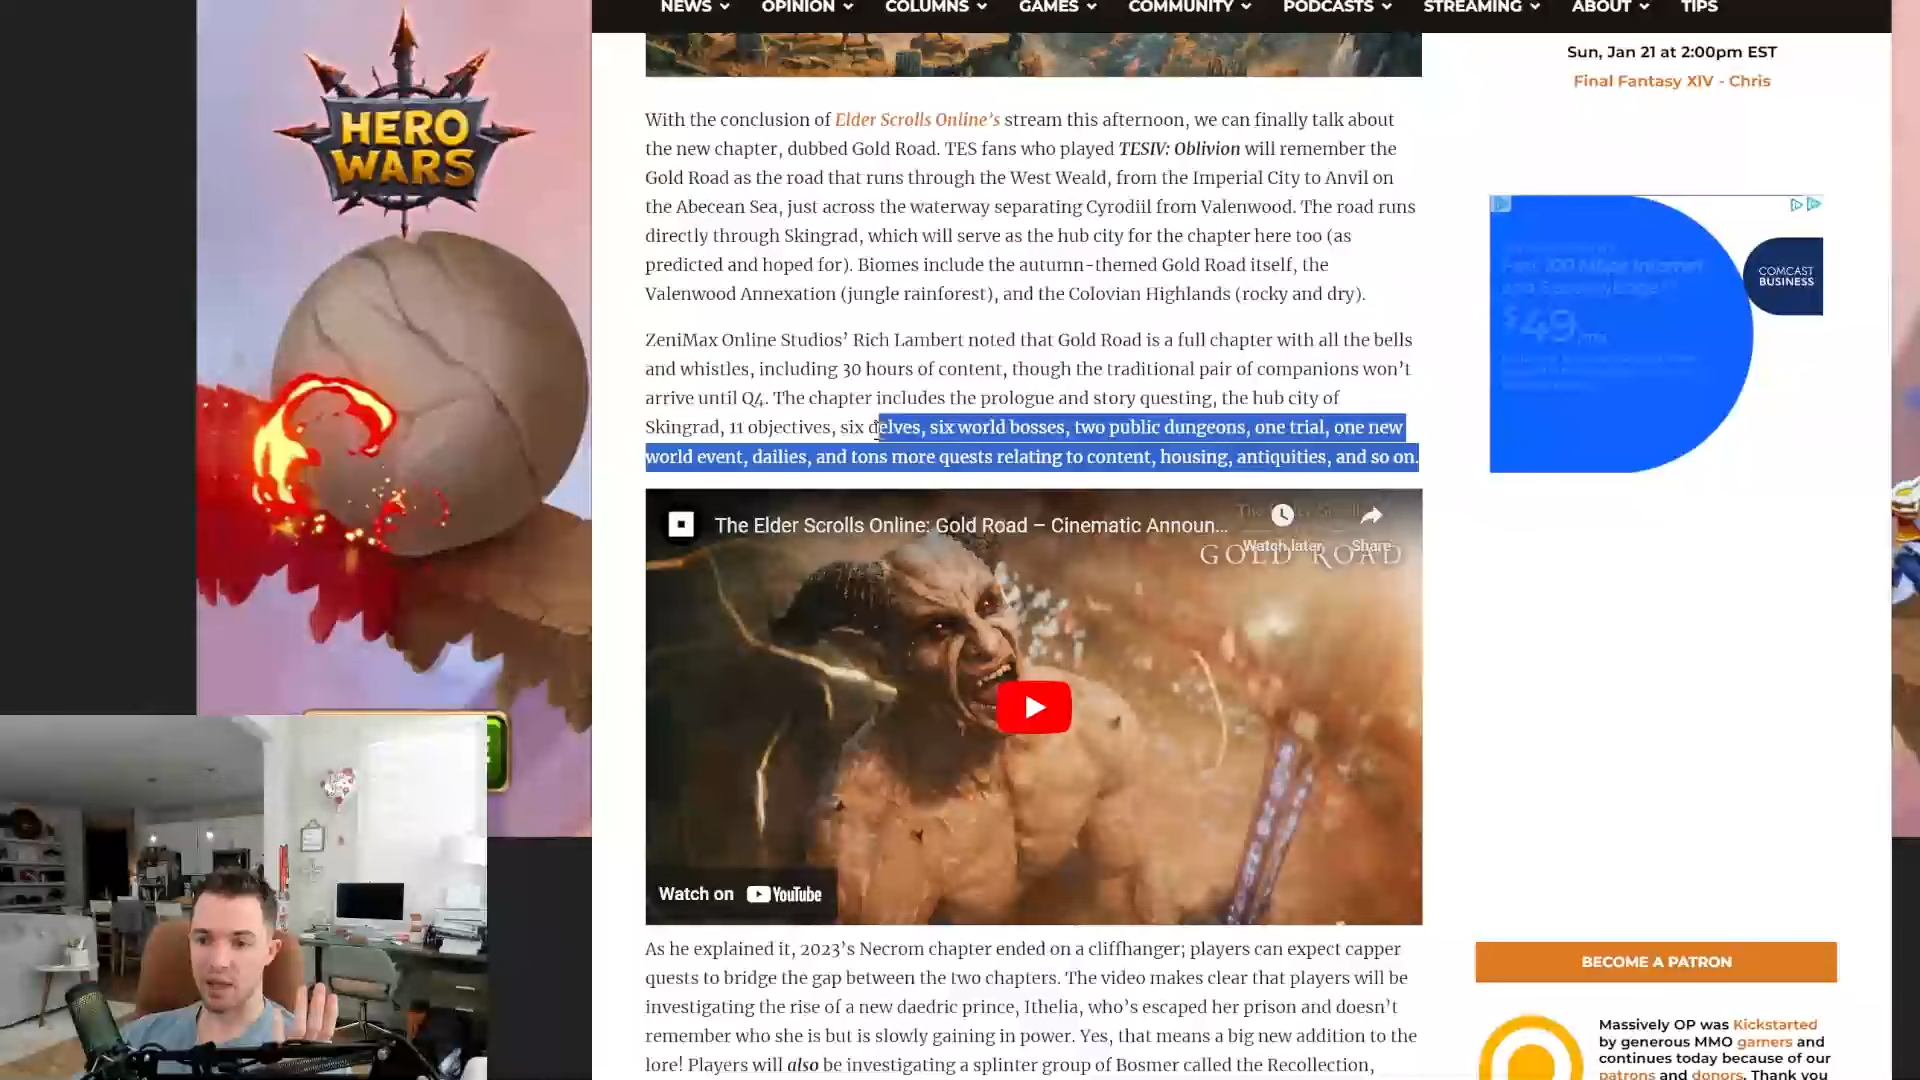 NEWS
OPINION
COLUMNS
GAMES
COMMUNITY
PODCASTS
STREAMING
ABOUT
TIPS
HERO
WARS
With the conclusion of Elder Scrolls Online's stream this afternoon, we can finally talk about
the new chapter, dubbed Gold Road. TES fans who played TESIV: Oblivion will remember the
Gold Road as the road that runs through the West Weald, from the Imperial City to Anvil on
the Abecean Sea, just across the waterway separating Cyrodiil from Valenwood. The road runs
directly through Skingrad, which will serve as the hub city for the chapter here too (as
predicted and hoped for). Biomes include the autumn-themed Gold Road itself, the
Valenwood Annexation (jungle rainforest), and the Colovian Highlands (rocky and dry).
ZeniMax Online Studios' Rich Lambert noted that Gold Road is a full chapter with all the bells
and whistles, including 30 hours of content, though the traditional pair of companions won't
arrive until Q4. The chapter includes the prologue and story questing, the hub city of
Skingrad, 11 objectives, six delves, six world bosses, two public dungeons, one trial, one new
world event, dailies, and tons more quests relating to content, housing, antiquities, and so on.
The Elder Scrolls Online: Gold Road – Cinematic Announ...
Watch later
Share
GOLD ROAD
Watch on YouTube
As he explained it, 2023's Necrom chapter ended on a cliffhanger; players can expect capper
quests to bridge the gap between the two chapters. The video makes clear that players will be
investigating the rise of a new daedric prince, Ithelia, who's escaped her prison and doesn't
remember who she is but is slowly gaining in power. Yes, that means a big new addition to the
lore! Players will also be investigating a splinter group of Bosmer called the Recollection,
Sun, Jan 21 at 2:00pm EST
Final Fantasy XIV - Chris
$49
COMCAST
BUSINESS
BECOME A PATRON
Massively OP was Kickstarted
by generous MMO gamers and
continues today because of our
patrons and donors. Thank you